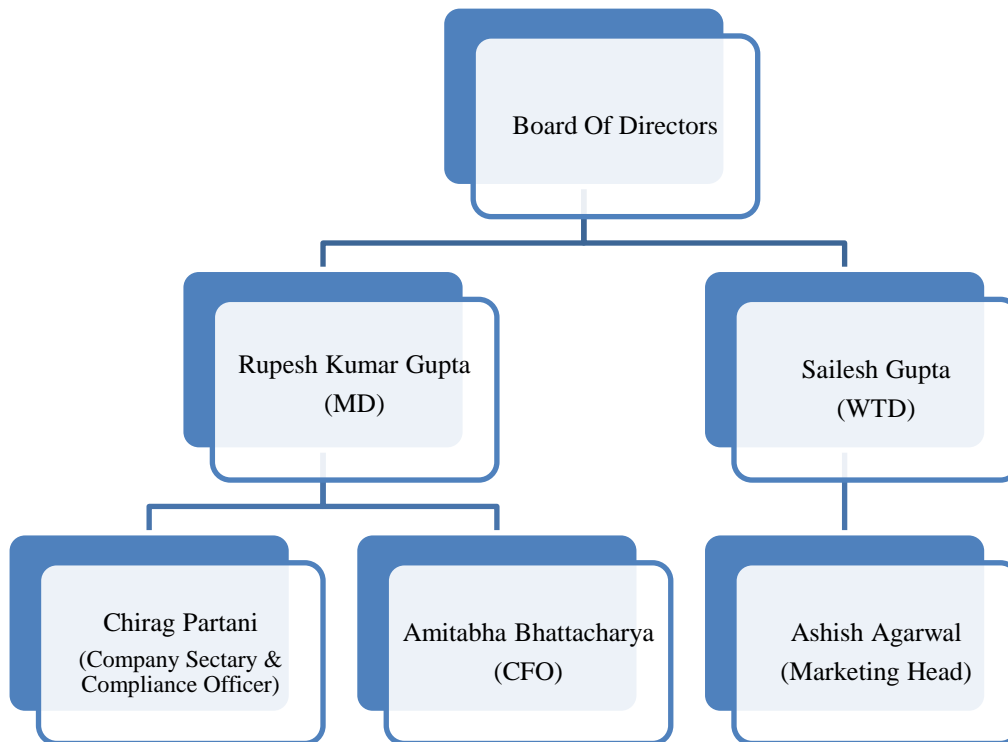 Board Of Directors
Rupesh Kumar Gupta
(MD)
Sailesh Gupta
(WTD)
Chirag Partani
(Company Sectary &
Compliance Officer)
Amitabha Bhattacharya
(CFO)
Ashish Agarwal
(Marketing Head)